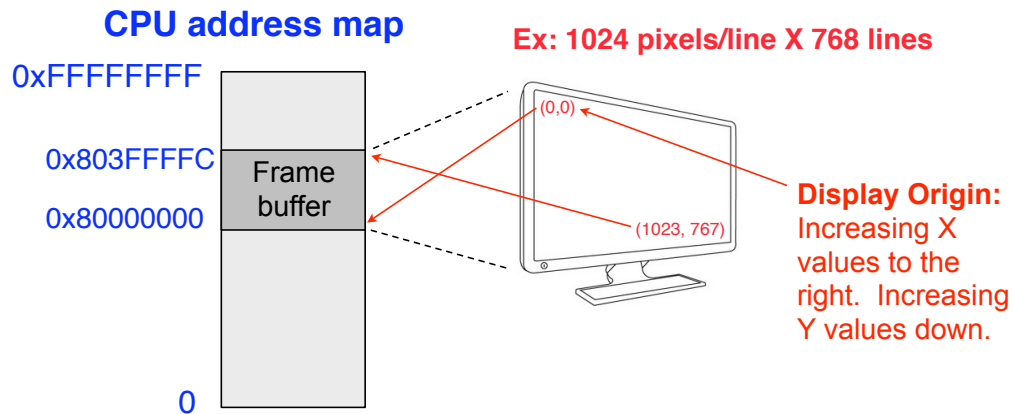 CPU address map
Ex: 1024 pixels/line X 768 lines
0xFFFFFFFF
0x803FFFFC
Frame
buffer
0x80000000
0
(0,0)
(1023, 767)
Display Origin:
Increasing X
values to the
right. Increasing
Y values down.